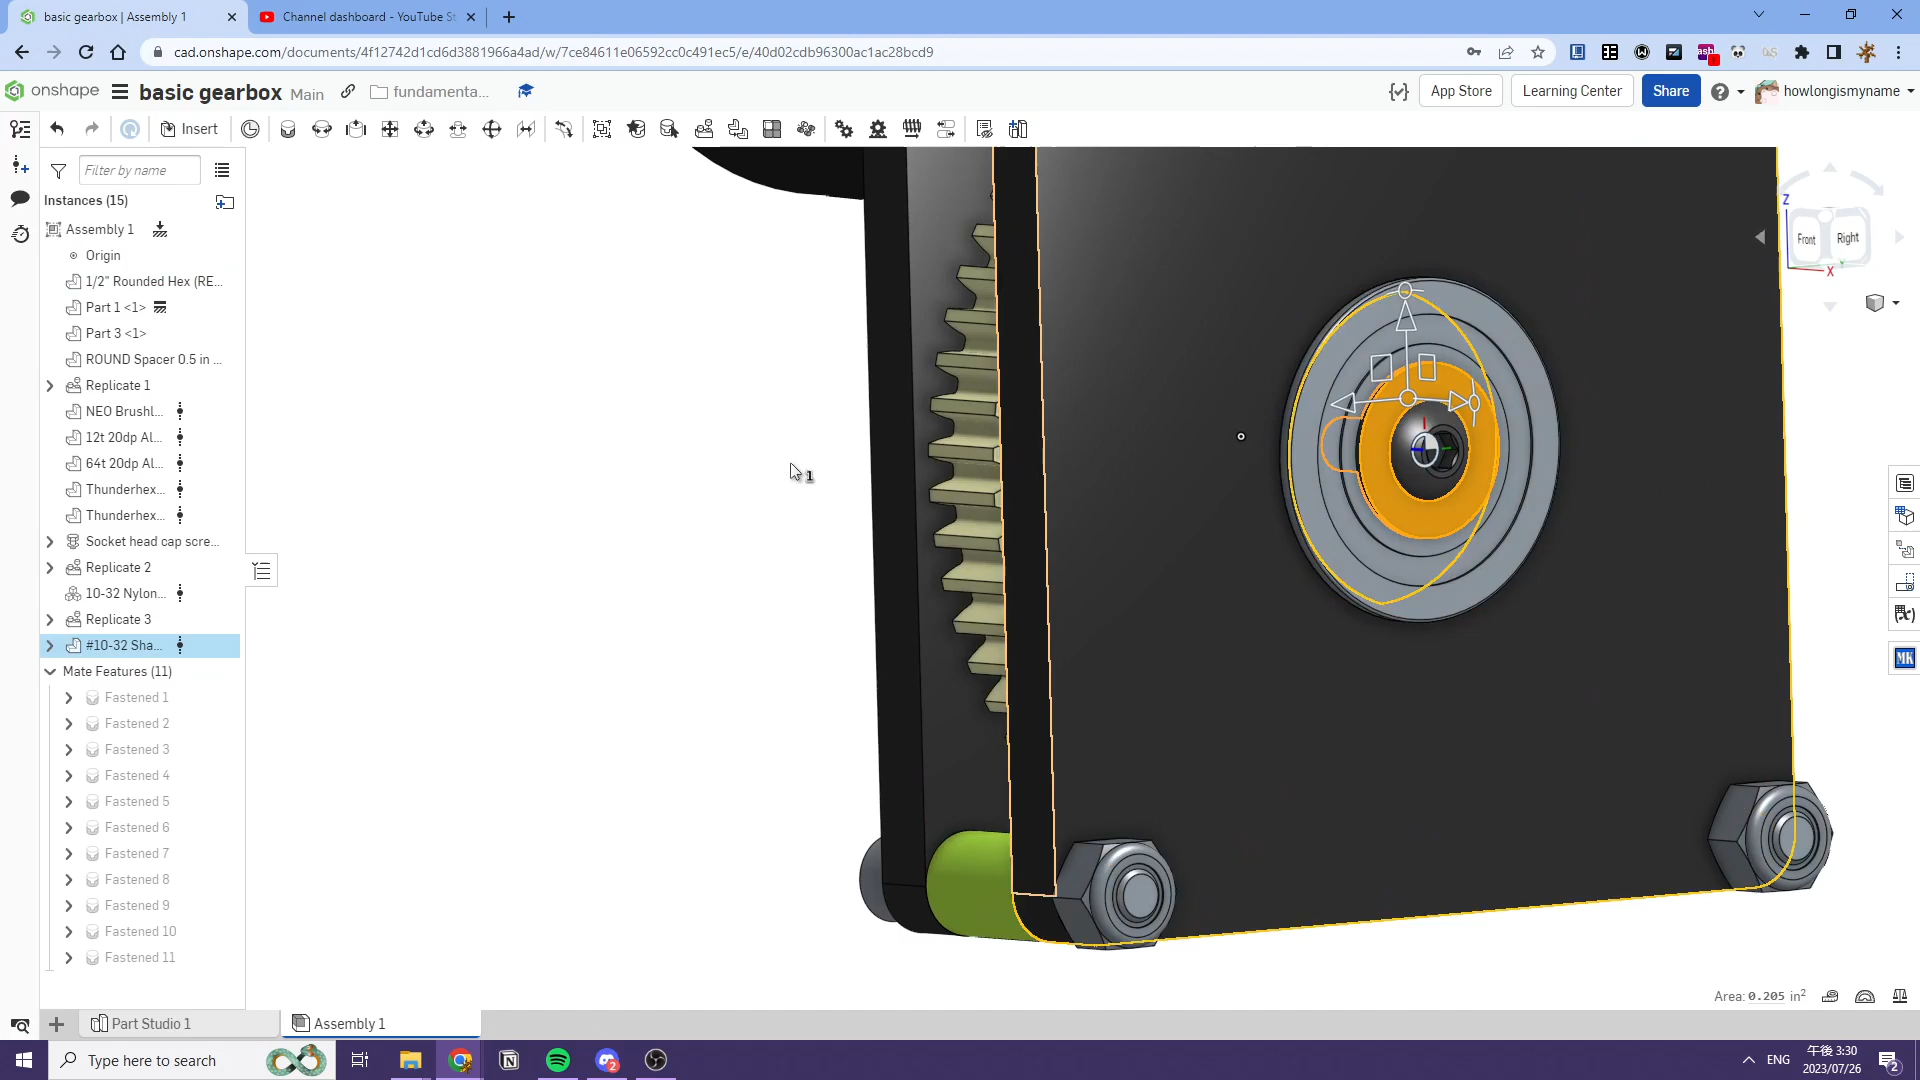 basic gearbox | Assembly 1
Channel dashboard - YouTube St
cad.onshape.com/documents/4f12742d1cd6d3881966a4ad/w/7ce84611e06592cc0c491ec5/e/40d02cdb96300ac1ac28bcd9
onshape
basic gearbox Main
fundamenta...
App Store
Learning Center
Share
howlongismyname
Insert
Filter by name
Instances (15)
Assembly 1
Origin
1/2" Rounded Hex (RE...
Part 1 <1>
Part 3 <1>
ROUND Spacer 0.5 in ...
Replicate 1
NEO Brushl...
12t 20dp Al...
64t 20dp Al...
Thunderhex...
Thunderhex...
Socket head cap scre...
Replicate 2
10-32 Nylon...
Replicate 3
#10-32 Sha...
Mate Features (11)
Fastened 1
Fastened 2
Fastened 3
Fastened 4
Fastened 5
Fastened 6
Fastened 7
Fastened 8
Fastened 9
Fastened 10
Fastened 11
1
Z
Front
Right
X
MK
Area: 0.205 in²
Part Studio 1
Assembly 1
Type here to search
2
ENG
午後 3:30
2023/07/26
2